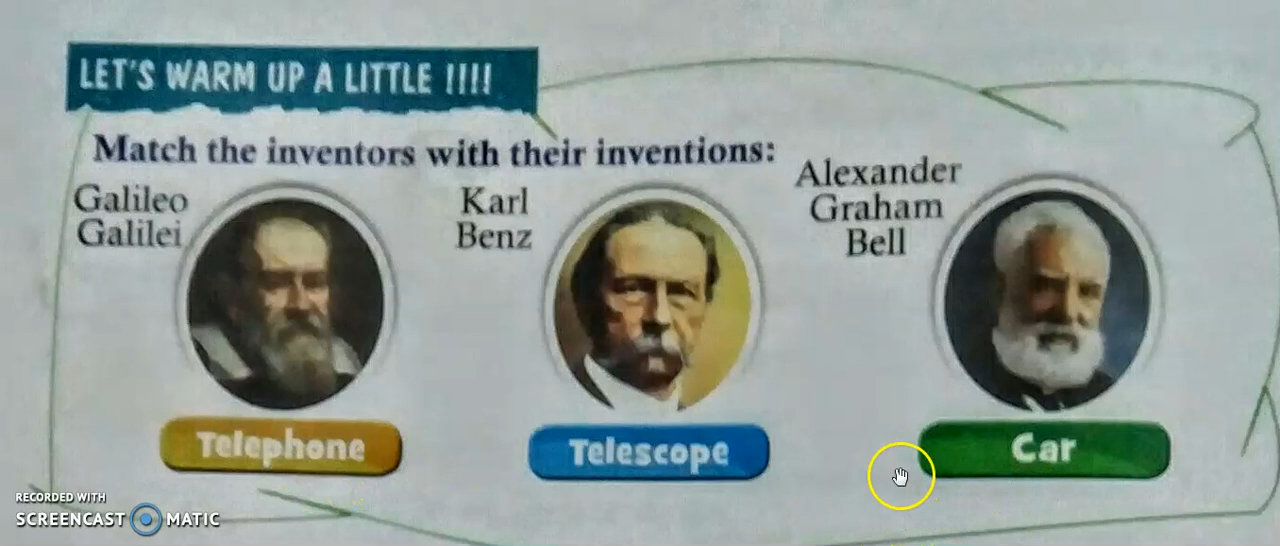 LET'S WARM UP A LITTLE !!!!
Match the inventors with their inventions:
Galileo
Galilei
Karl
Benz
Alexander
Graham
Bell
Telephone
Telescope
Car
RECORDED WITH
SCREENCAST MATIC